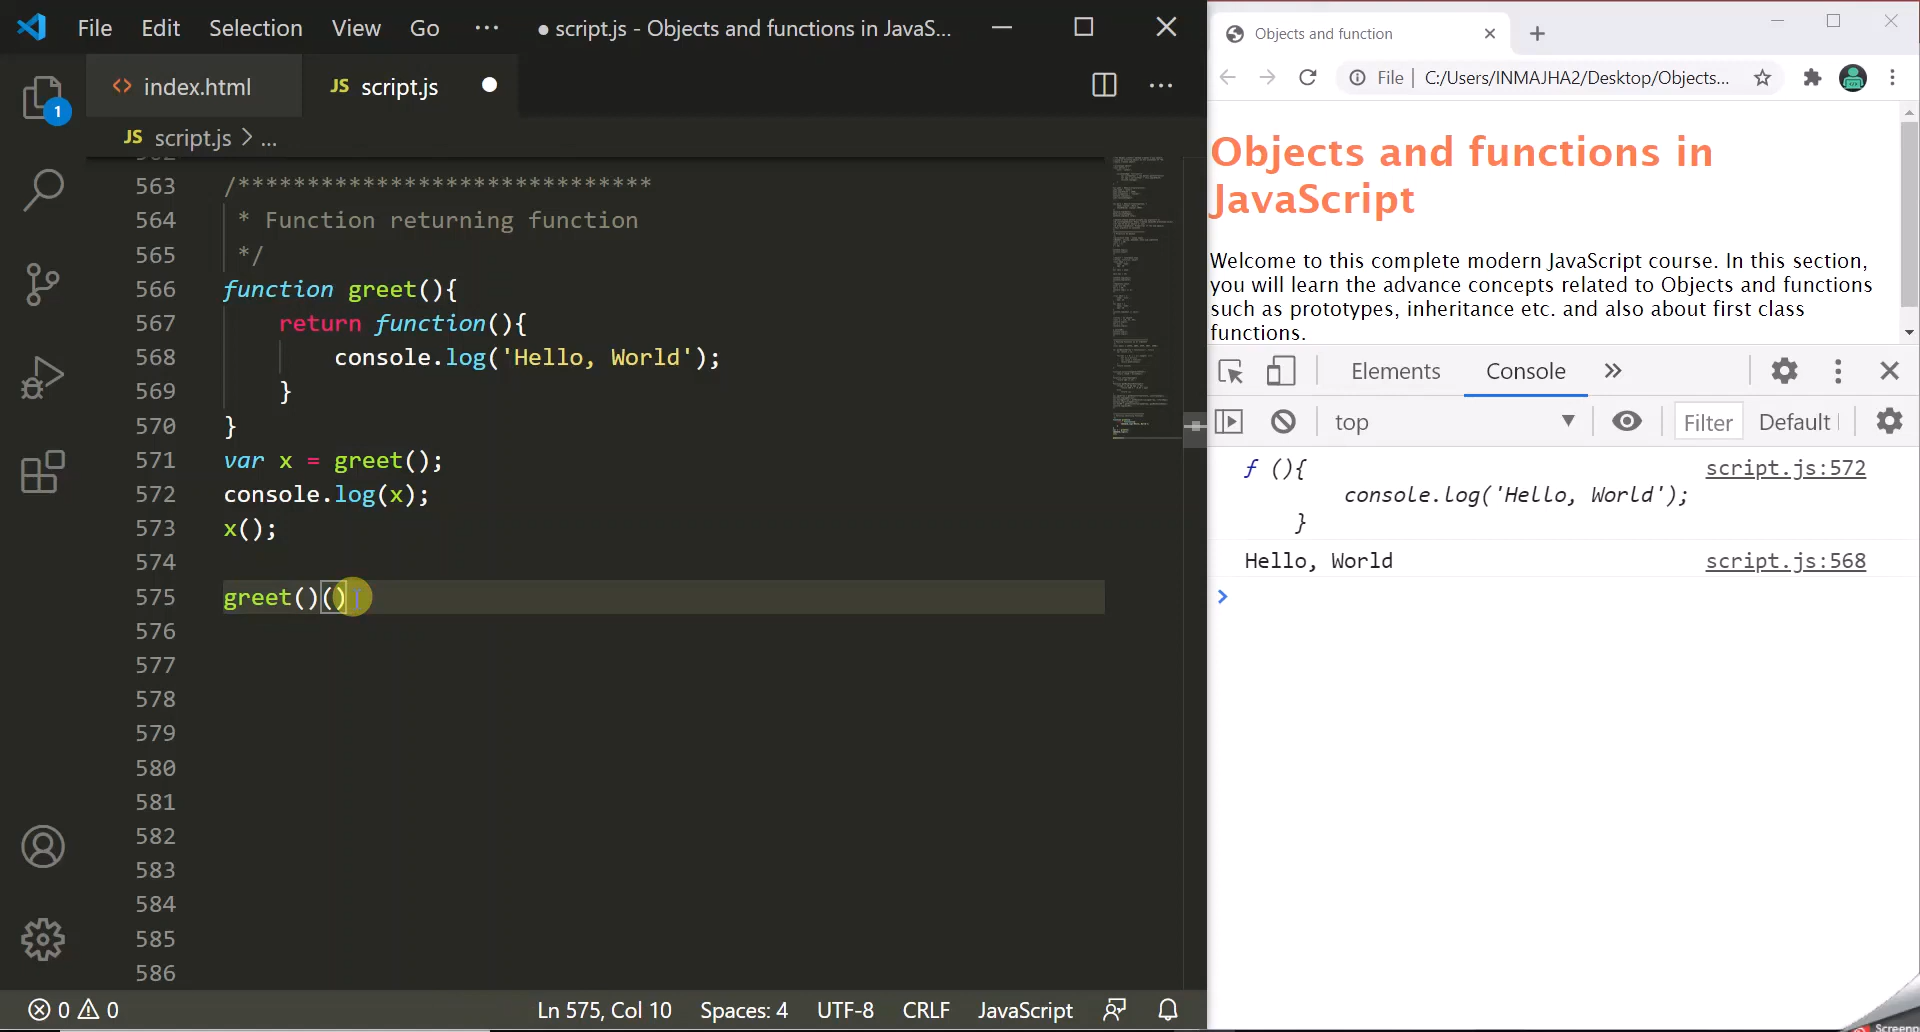 File Edit Selection View Go ··· ● script.js - Objects and functions in JavaS...
index.html
JS script.js
JS script.js > ...
1
563 /******************************
564 * Function returning function
565 */
566 function greet(){
567 return function(){
568 console.log('Hello, World');
569 }
570 }
571 var x = greet();
572 console.log(x);
573 x();
574
575 greet()()
576
577
578
579
580
581
582
583
584
585
586
0 0 Ln 575, Col 10 Spaces: 4 UTF-8 CRLF JavaScript
Objects and function
File | C:/Users/INMAJHA2/Desktop/Objects...
Objects and functions in
JavaScript
Welcome to this complete modern JavaScript course. In this section,
you will learn the advance concepts related to Objects and functions
such as prototypes, inheritance etc. and also about first class
functions.
Elements Console »
top Filter Default
f (){ script.js:572
console.log('Hello, World');
}
Hello, World script.js:568
>